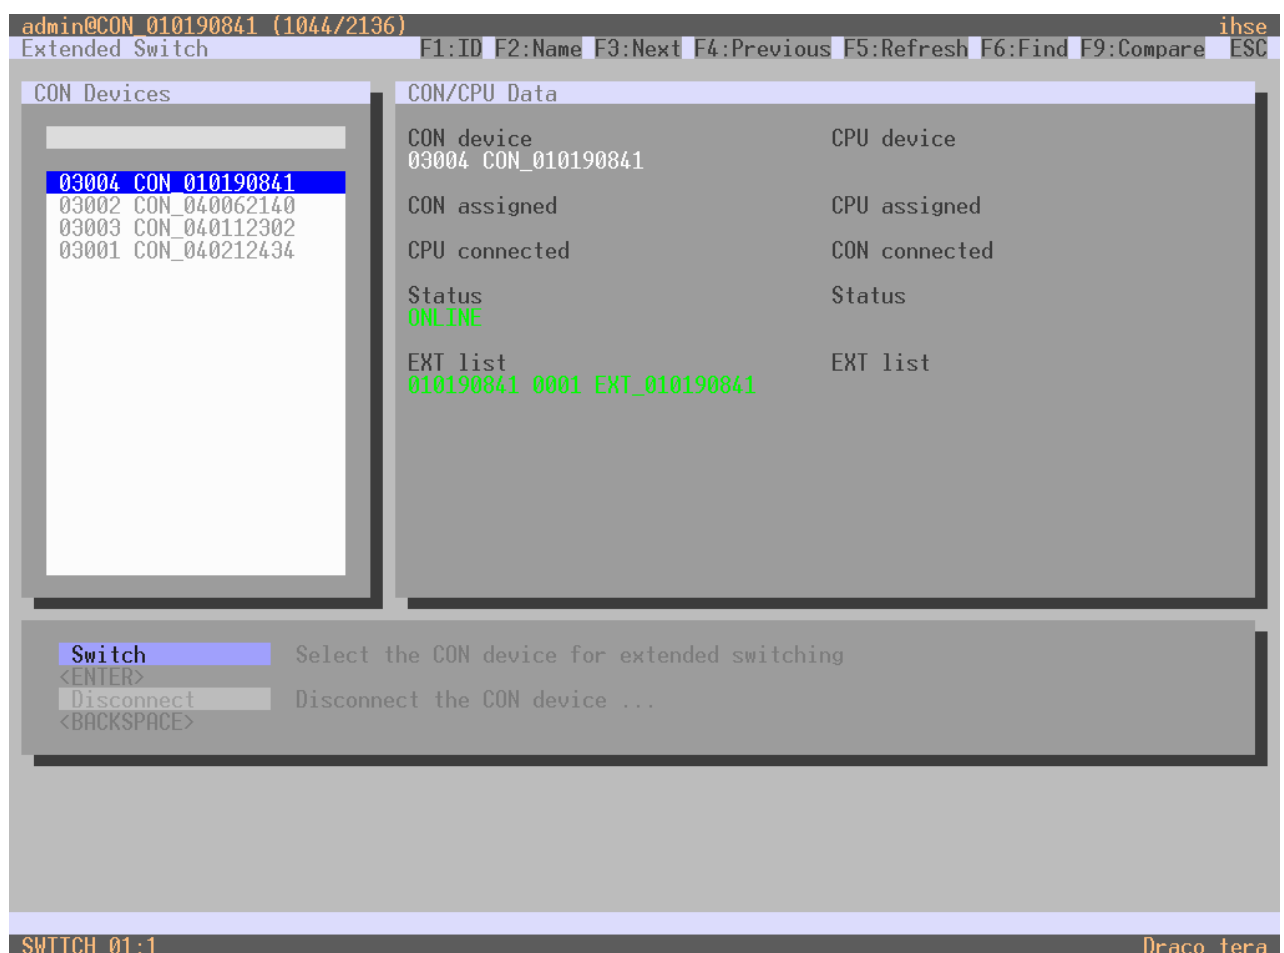 admin@CON_010190841 (1044/2136) ihse
Extended Switch F1:ID F2:Name F3:Next F4:Previous F5:Refresh F6:Find F9:Compare ESC
CON Devices
03004 CON_010190841
03002 CON_040062140
03003 CON_040112302
03001 CON_040212434
CON/CPU Data
CON device CPU device
03004 CON_010190841
CON assigned CPU assigned
CPU connected CON connected
Status Status
ONLINE
EXT list EXT list
010190841 0001 EXT_010190841
Switch Select the CON device for extended switching
<ENTER>
Disconnect Disconnect the CON device ...
<BACKSPACE>
SWITCH_01:1 Draco tera